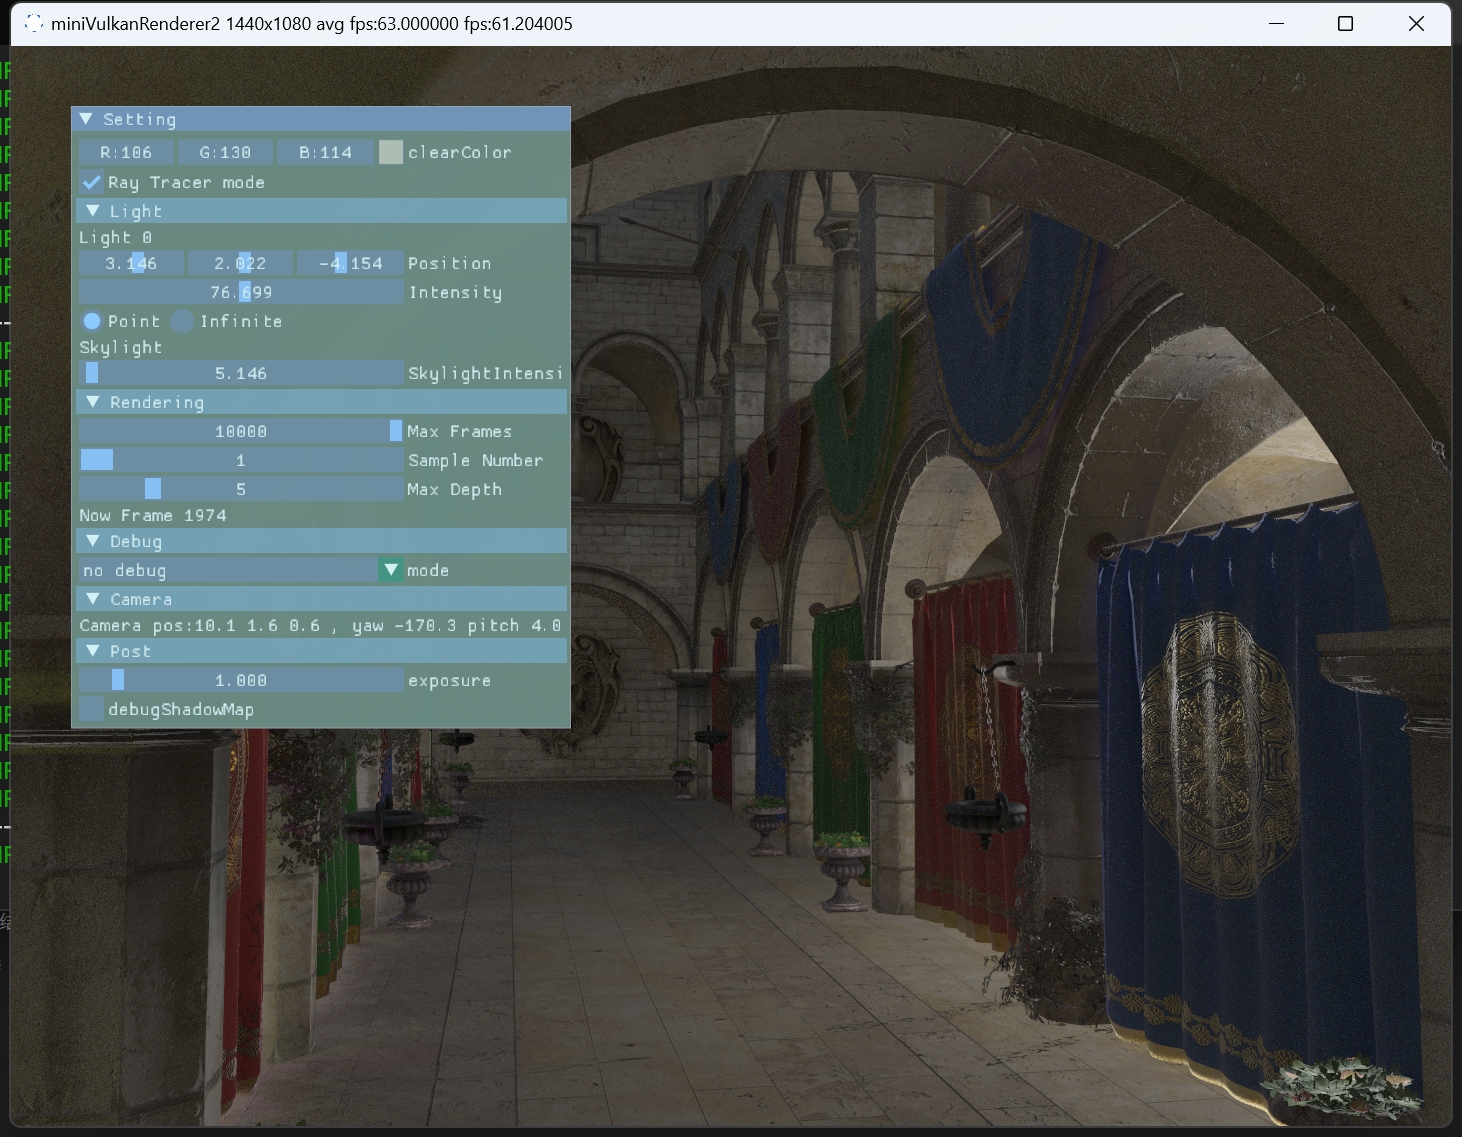 miniVulkanRenderer2 1440x1080 avg fps:63.000000 fps:61.204005
Setting
R:106 G:130 B:114 clearColor
Ray Tracer mode
Light
Light 0
3.146 2.022 -4.154 Position
76.699 Intensity
Point Infinite
Skylight
5.146 SkylightIntensi
Rendering
10000 Max Frames
1 Sample Number
5 Max Depth
Now Frame 1974
Debug
no debug mode
Camera
Camera pos:10.1 1.6 0.6 , yaw -170.3 pitch 4.0
Post
1.000 exposure
debugShadowMap